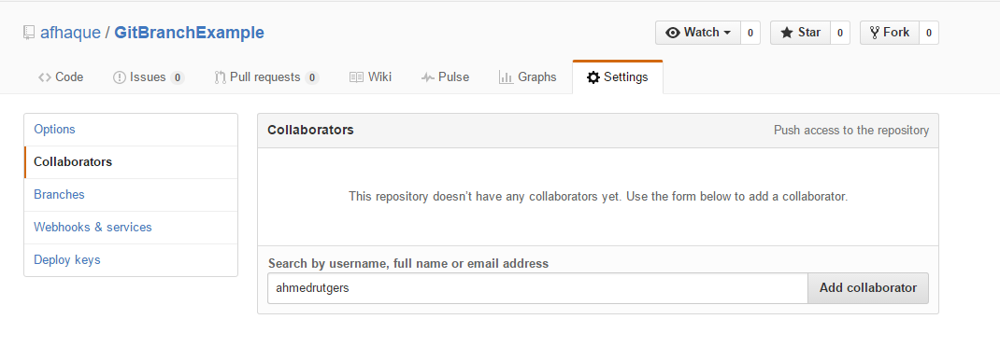 afhaque / GitBranchExample
Watch 0 Star 0 Fork 0
Code Issues 0 Pull requests 0 Wiki Pulse Graphs Settings
Options
Collaborators
Branches
Webhooks & services
Deploy keys
Collaborators Push access to the repository
This repository doesn't have any collaborators yet. Use the form below to add a collaborator.
Search by username, full name or email address
ahmedrutgers Add collaborator